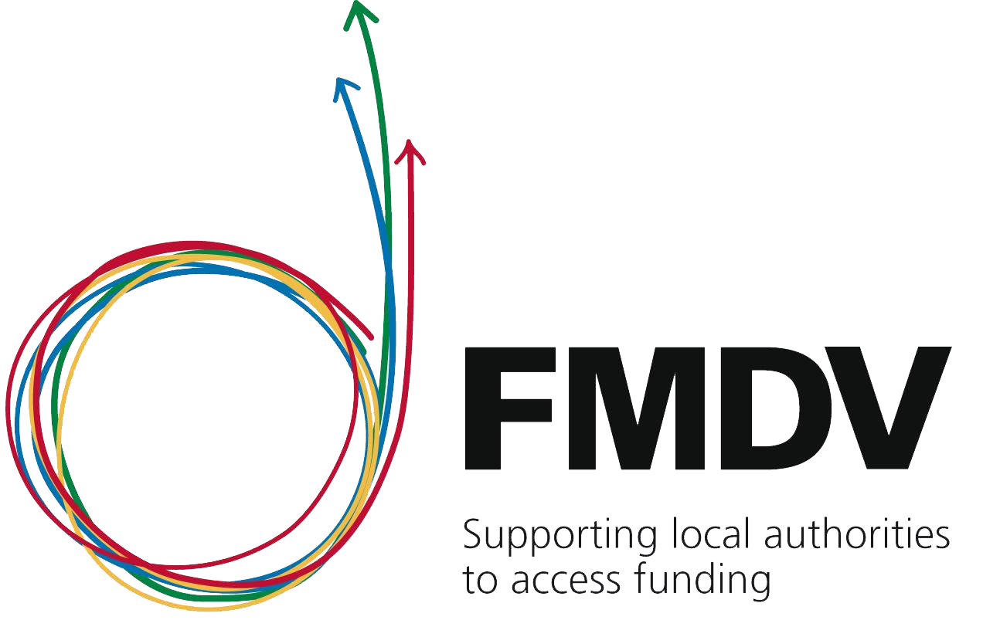 FMDV
Supporting local authorities
to access funding